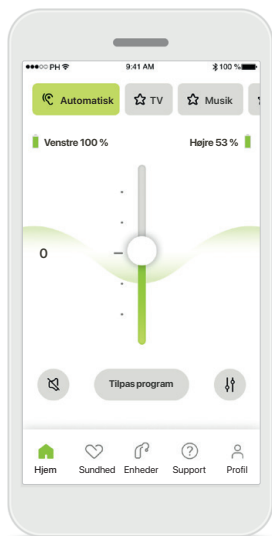 PH 9:41 AM 100 %
Automatisk TV Musik
Venstre 100 % Højre 53 %
0
Tilpas program
Hjem Sundhed Enheder Support Profil